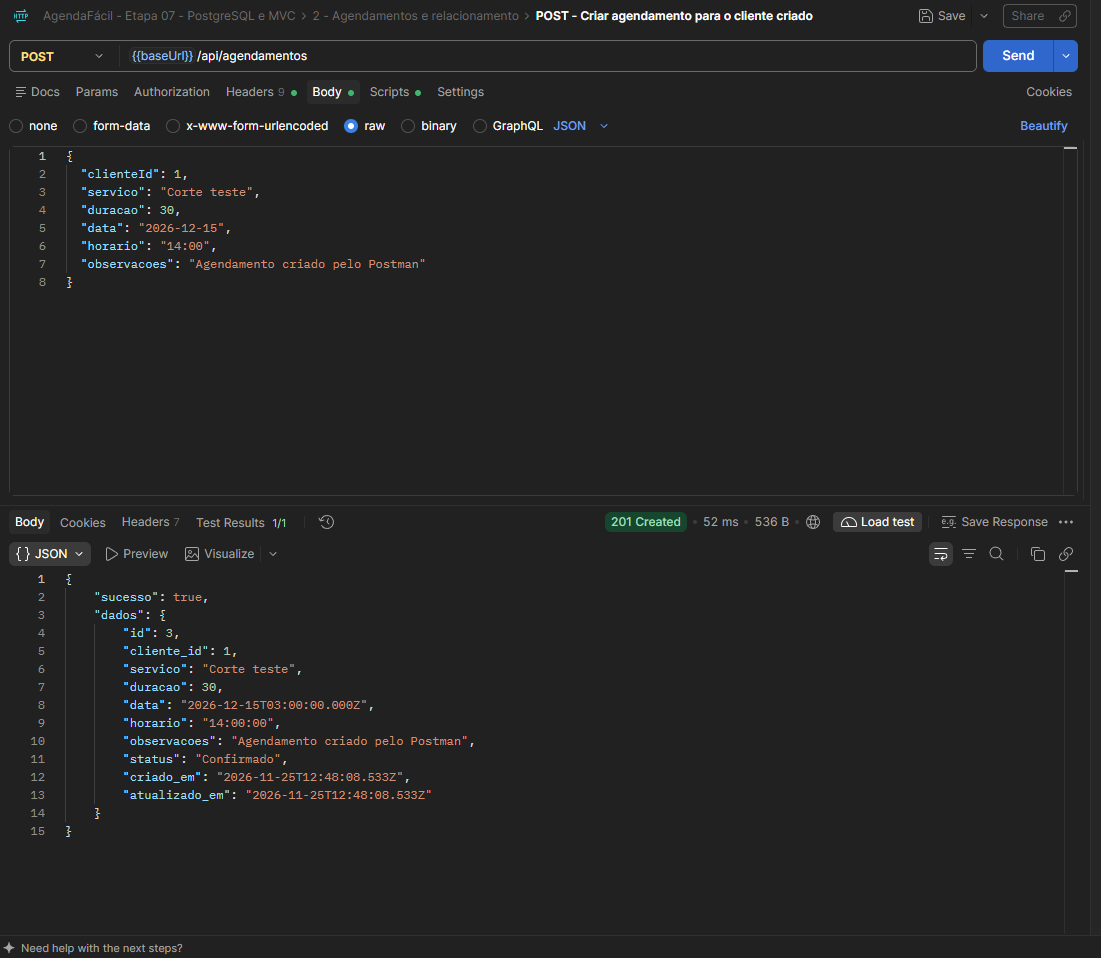 HTTP AgendaFácil - Etapa 07 - PostgreSQL e MVC > 2 - Agendamentos e relacionamento > POST - Criar agendamento para o cliente criado Save Share
POST {{baseUrl}} /api/agendamentos Send
Docs Params Authorization Headers 9 Body Scripts Settings Cookies
none form-data x-www-form-urlencoded raw binary GraphQL JSON Beautify
1 {
2 "clienteId": 1,
3 "servico": "Corte teste",
4 "duracao": 30,
5 "data": "2026-12-15",
6 "horario": "14:00",
7 "observacoes": "Agendamento criado pelo Postman"
8 }
Body Cookies Headers 7 Test Results 1/1 201 Created • 52 ms • 536 B • Load test e.g. Save Response
{} JSON Preview Visualize
1 {
2 "sucesso": true,
3 "dados": {
4 "id": 3,
5 "cliente_id": 1,
6 "servico": "Corte teste",
7 "duracao": 30,
8 "data": "2026-12-15T03:00:00.000Z",
9 "horario": "14:00:00",
10 "observacoes": "Agendamento criado pelo Postman",
11 "status": "Confirmado",
12 "criado_em": "2026-11-25T12:48:08.533Z",
13 "atualizado_em": "2026-11-25T12:48:08.533Z"
14 }
15 }
Need help with the next steps?